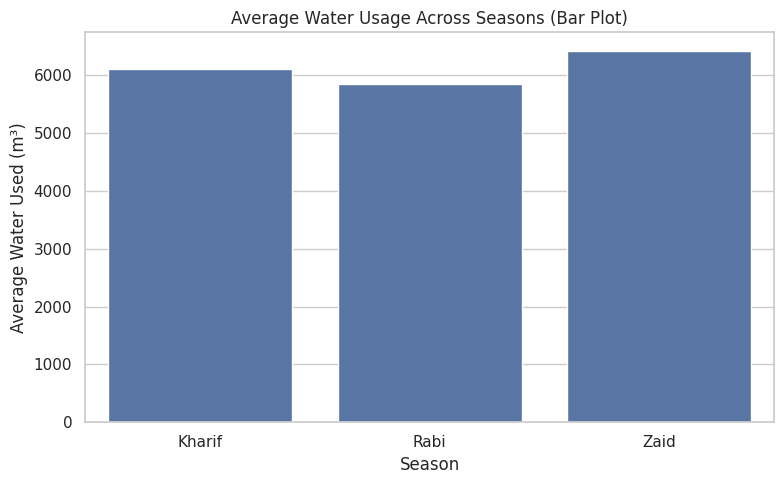 Average Water Usage Across Seasons (Bar Plot)
Average Water Used (m³)
6000
5000
4000
3000
2000
1000
0
Kharif
Rabi
Zaid
Season